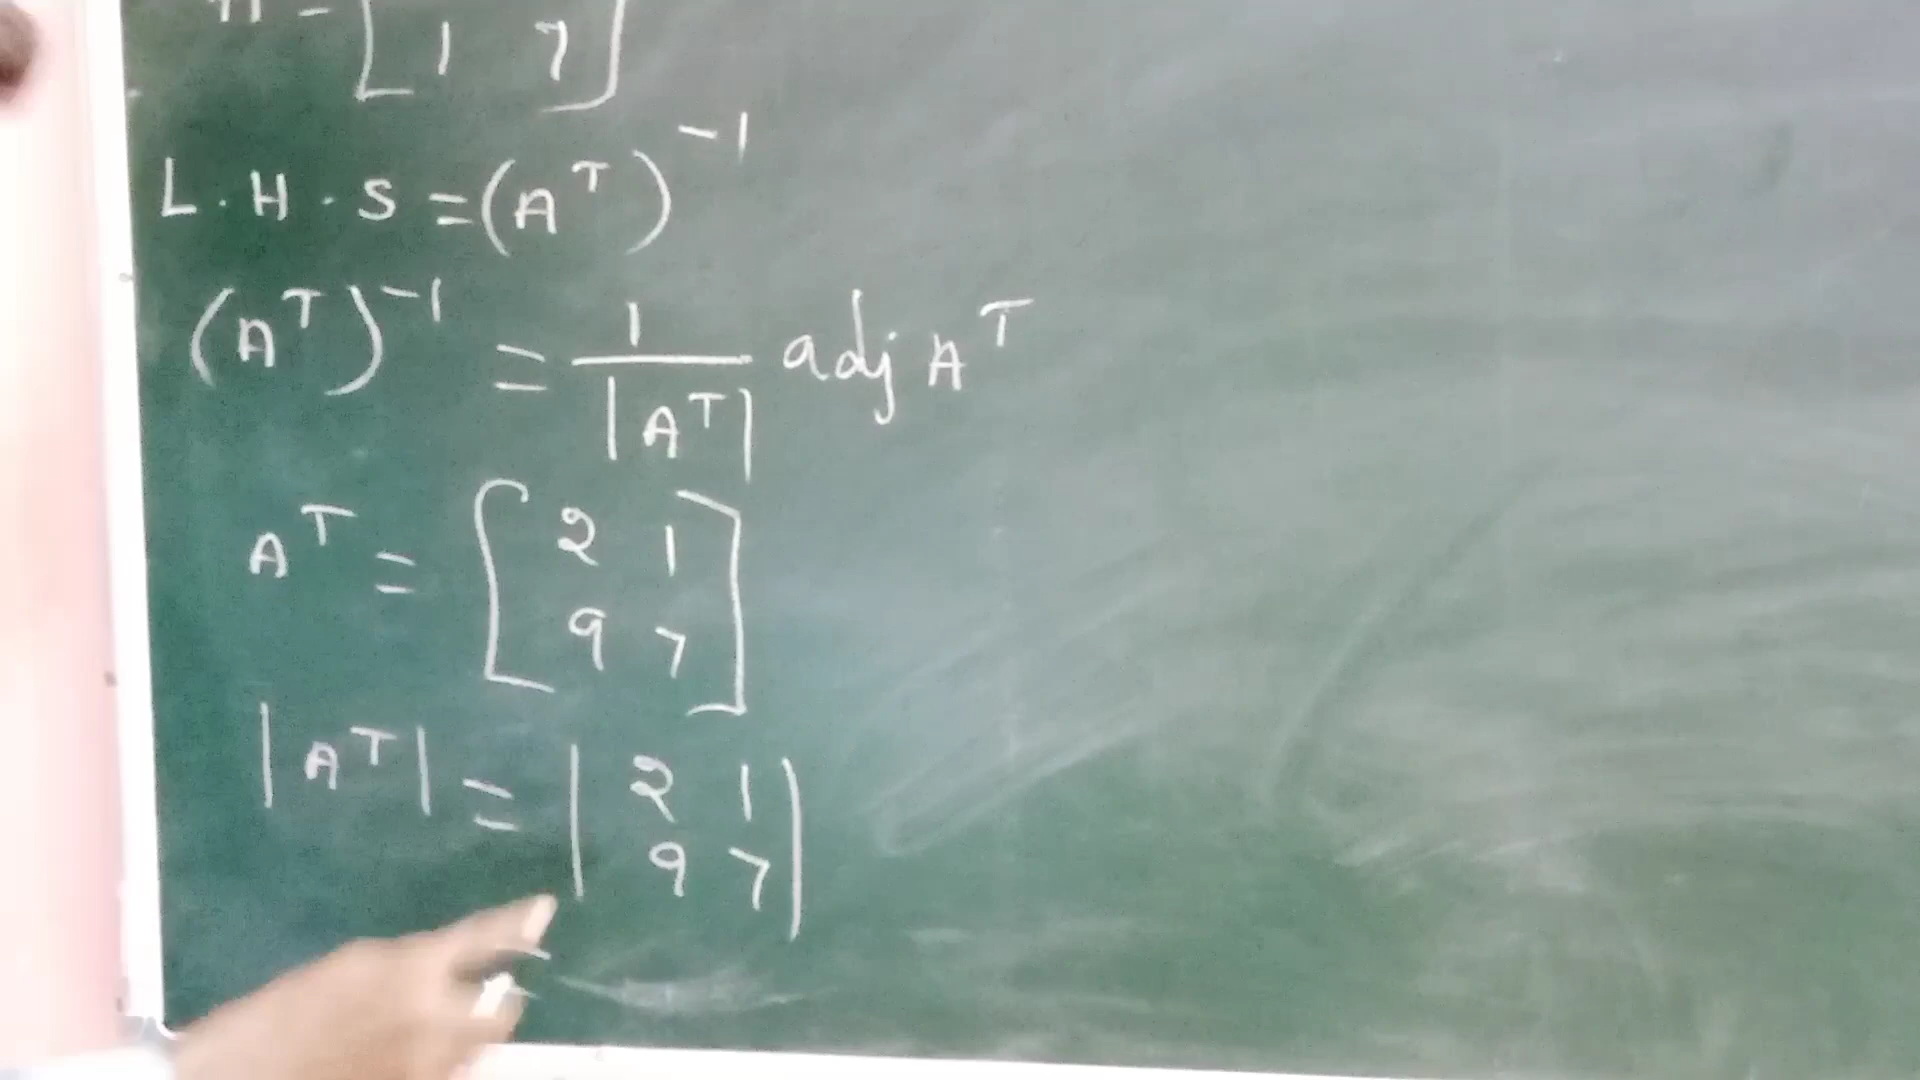 A = [
1 7 ]
L.H.S = (A^T)^-1
(A^T)^-1 = 1/|A^T| adj A^T
A^T = [ 2 1
9 7 ]
|A^T| = | 2 1
9 7 |